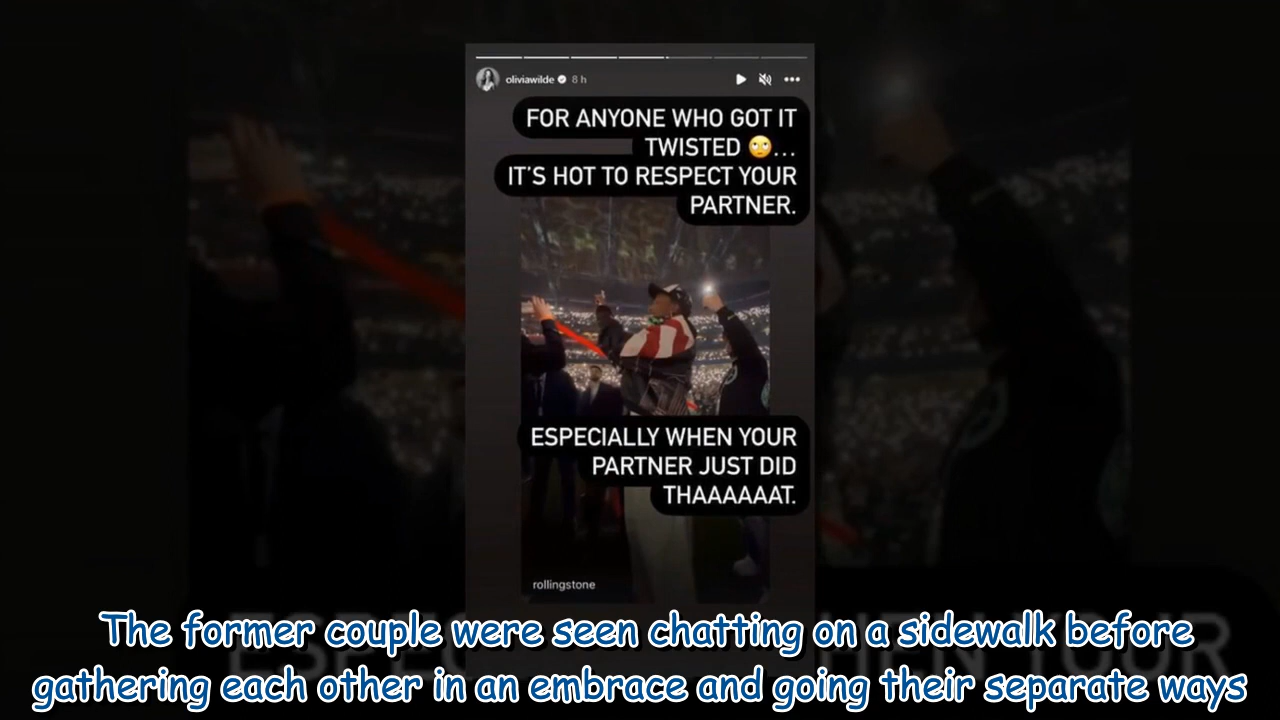 oliviawilde 8 h
FOR ANYONE WHO GOT IT
TWISTED 🙄...
IT'S HOT TO RESPECT YOUR
PARTNER.
ESPECIALLY WHEN YOUR
PARTNER JUST DID
THAAAAAAT.
rollingstone
The former couple were seen chatting on a sidewalk before
gathering each other in an embrace and going their separate ways